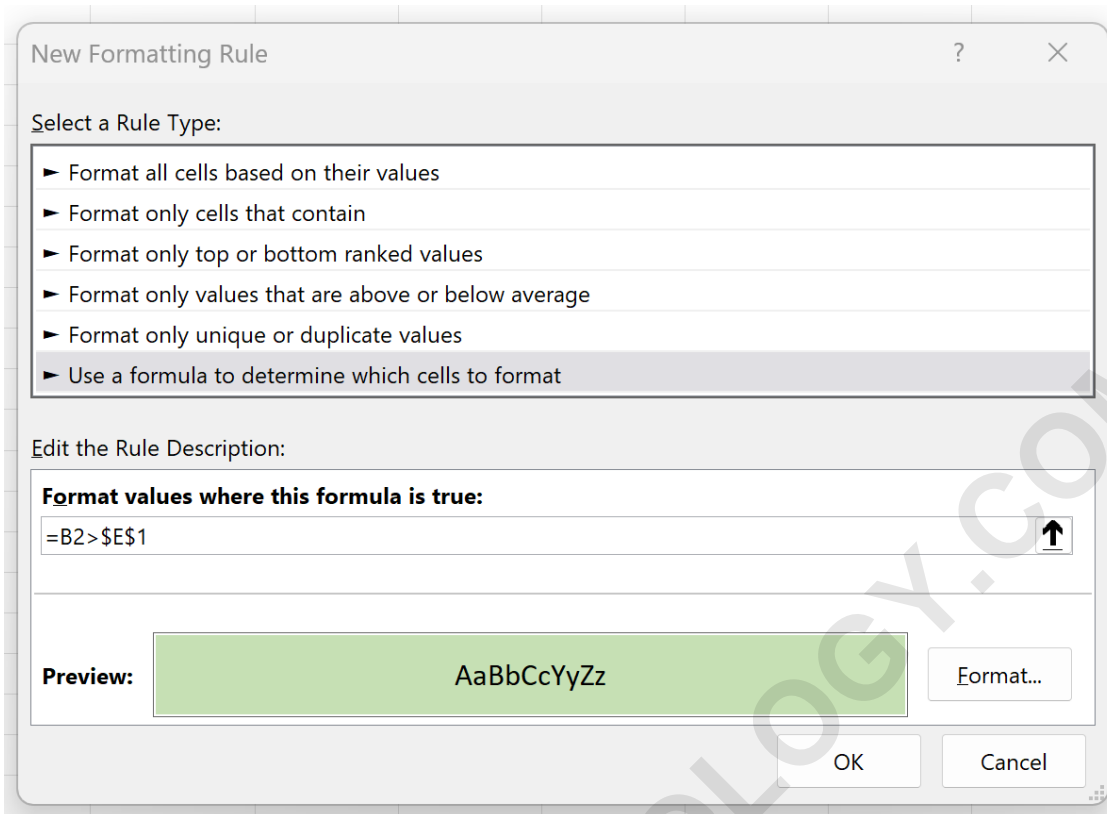 New Formatting Rule
?
Select a Rule Type:
► Format all cells based on their values
► Format only cells that contain
► Format only top or bottom ranked values
► Format only values that are above or below average
► Format only unique or duplicate values
► Use a formula to determine which cells to format
Edit the Rule Description:
Format values where this formula is true:
=B2>$E$1
Preview:
AaBbCcYyZz
Format...
OK
Cancel
OLOGY.CO